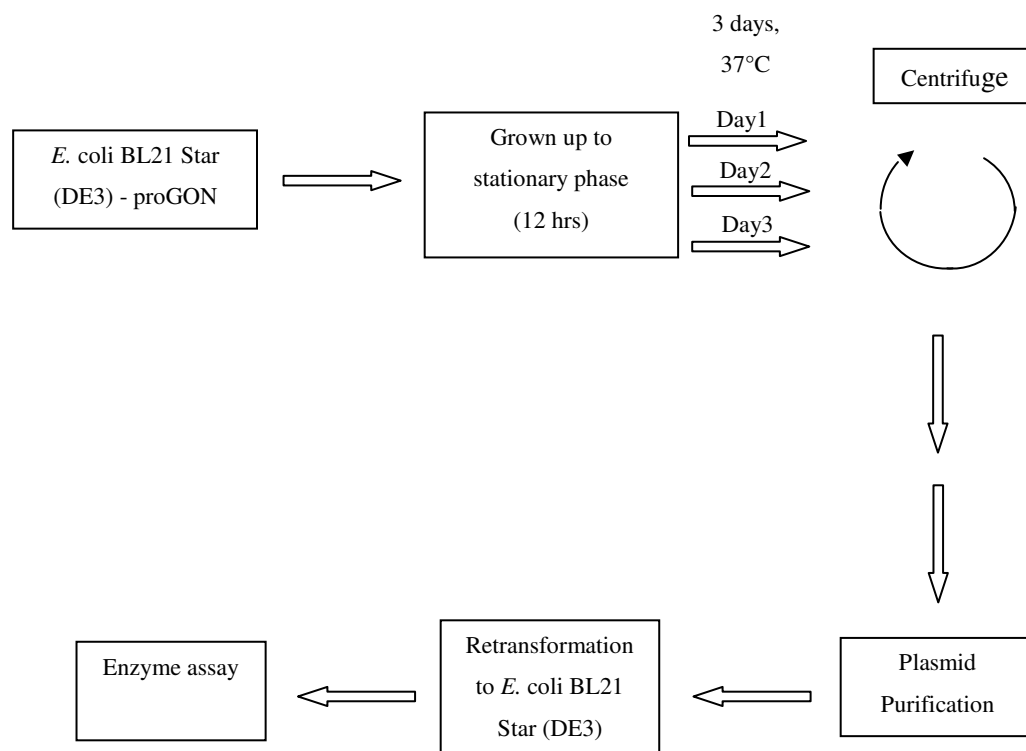 3 days,
37°C
Centrifuge
E. coli BL21 Star
(DE3) - proGON
Grown up to
stationary phase
(12 hrs)
Day1
Day2
Day3
Plasmid
Purification
Retransformation
to E. coli BL21
Star (DE3)
Enzyme assay